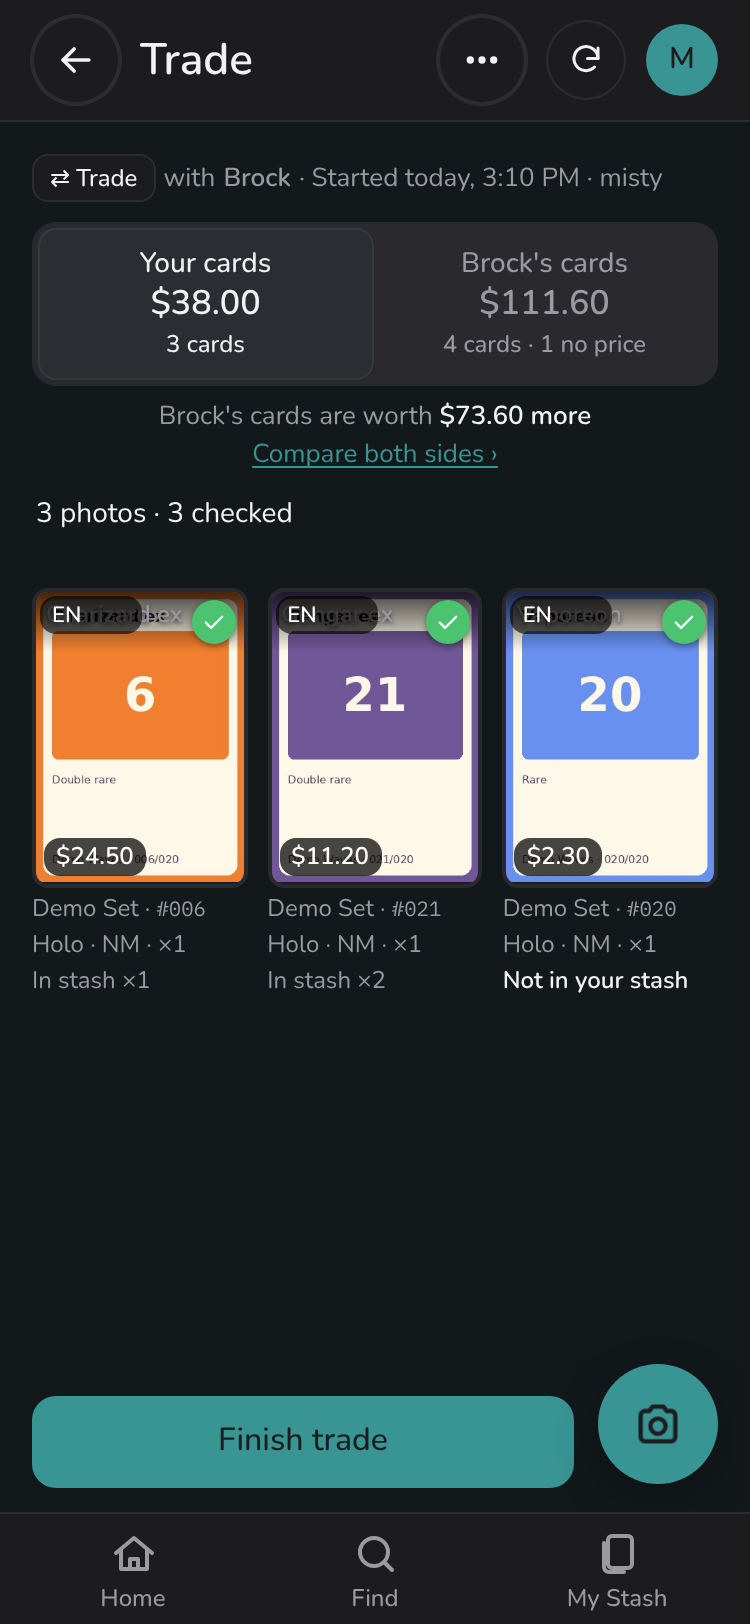 Trade
M
Trade with Brock · Started today, 3:10 PM · misty
Your cards
$38.00
3 cards
Brock's cards
$111.60
4 cards · 1 no price
Brock's cards are worth $73.60 more
Compare both sides ›
3 photos · 3 checked
EN
6
Double rare
$24.50
Demo Set · #006
Holo · NM · ×1
In stash ×1
EN
21
Double rare
$11.20
021/020
Demo Set · #021
Holo · NM · ×1
In stash ×2
EN
20
Rare
$2.30
020/020
Demo Set · #020
Holo · NM · ×1
Not in your stash
Finish trade
Home
Find
My Stash